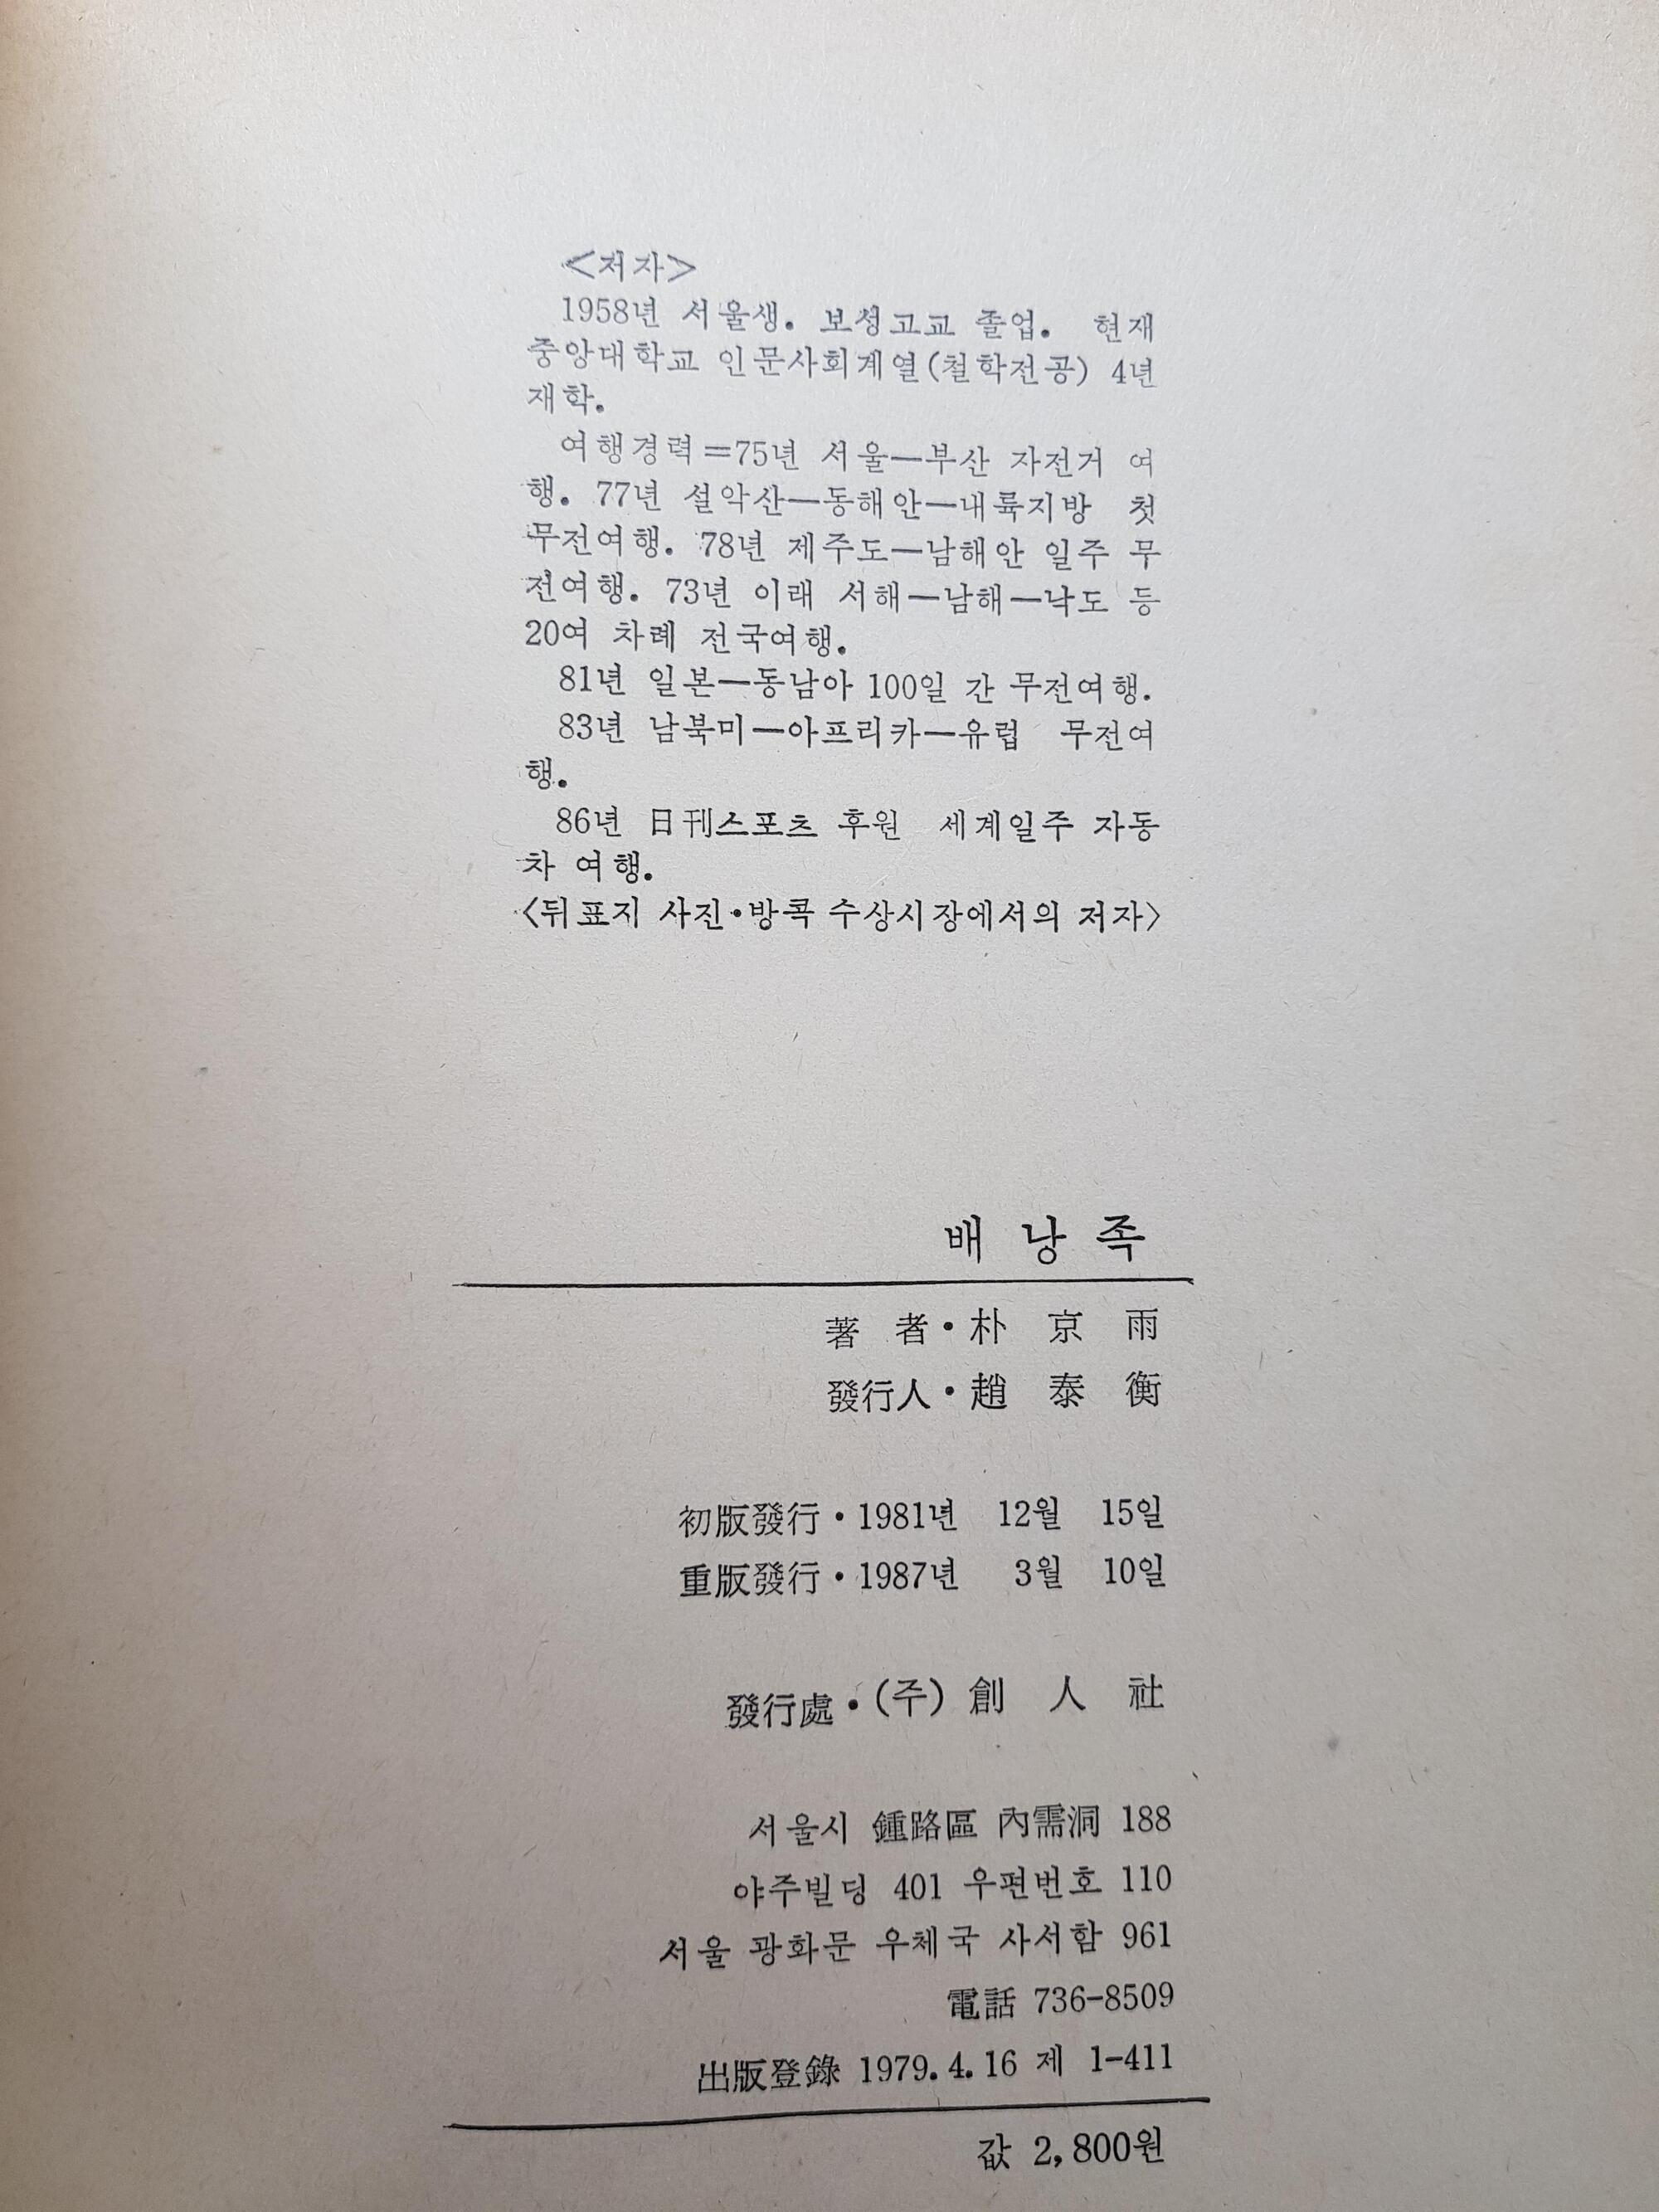 <저자>
1958년 서울생. 보성고교 졸업. 현재
중앙대학교 인문사회계열(철학전공) 4년
재학.
여행경력=75년 서울—부산 자전거 여
행. 77년 설악산—동해안—내륙지방 첫
무전여행. 78년 제주도—남해안 일주 무
전여행. 73년 이래 서해—남해—낙도 등
20여 차례 전국여행.
81년 일본—동남아 100일 간 무전여행.
83년 남북미—아프리카—유럽 무전여
행.
86년 日刊스포츠 후원 세계일주 자동
차 여행.
〈뒤표지 사진·방콕 수상시장에서의 저자〉
배낭족
著者·朴京雨
發行人·趙泰衡
初版發行·1981년 12월 15일
重版發行·1987년 3월 10일
發行處·(주)創人社
서울시 鍾路區 內需洞 188
야주빌딩 401 우편번호 110
서울 광화문 우체국 사서함 961
電話 736-8509
出版登錄 1979.4.16 제 1-411
값 2,800원